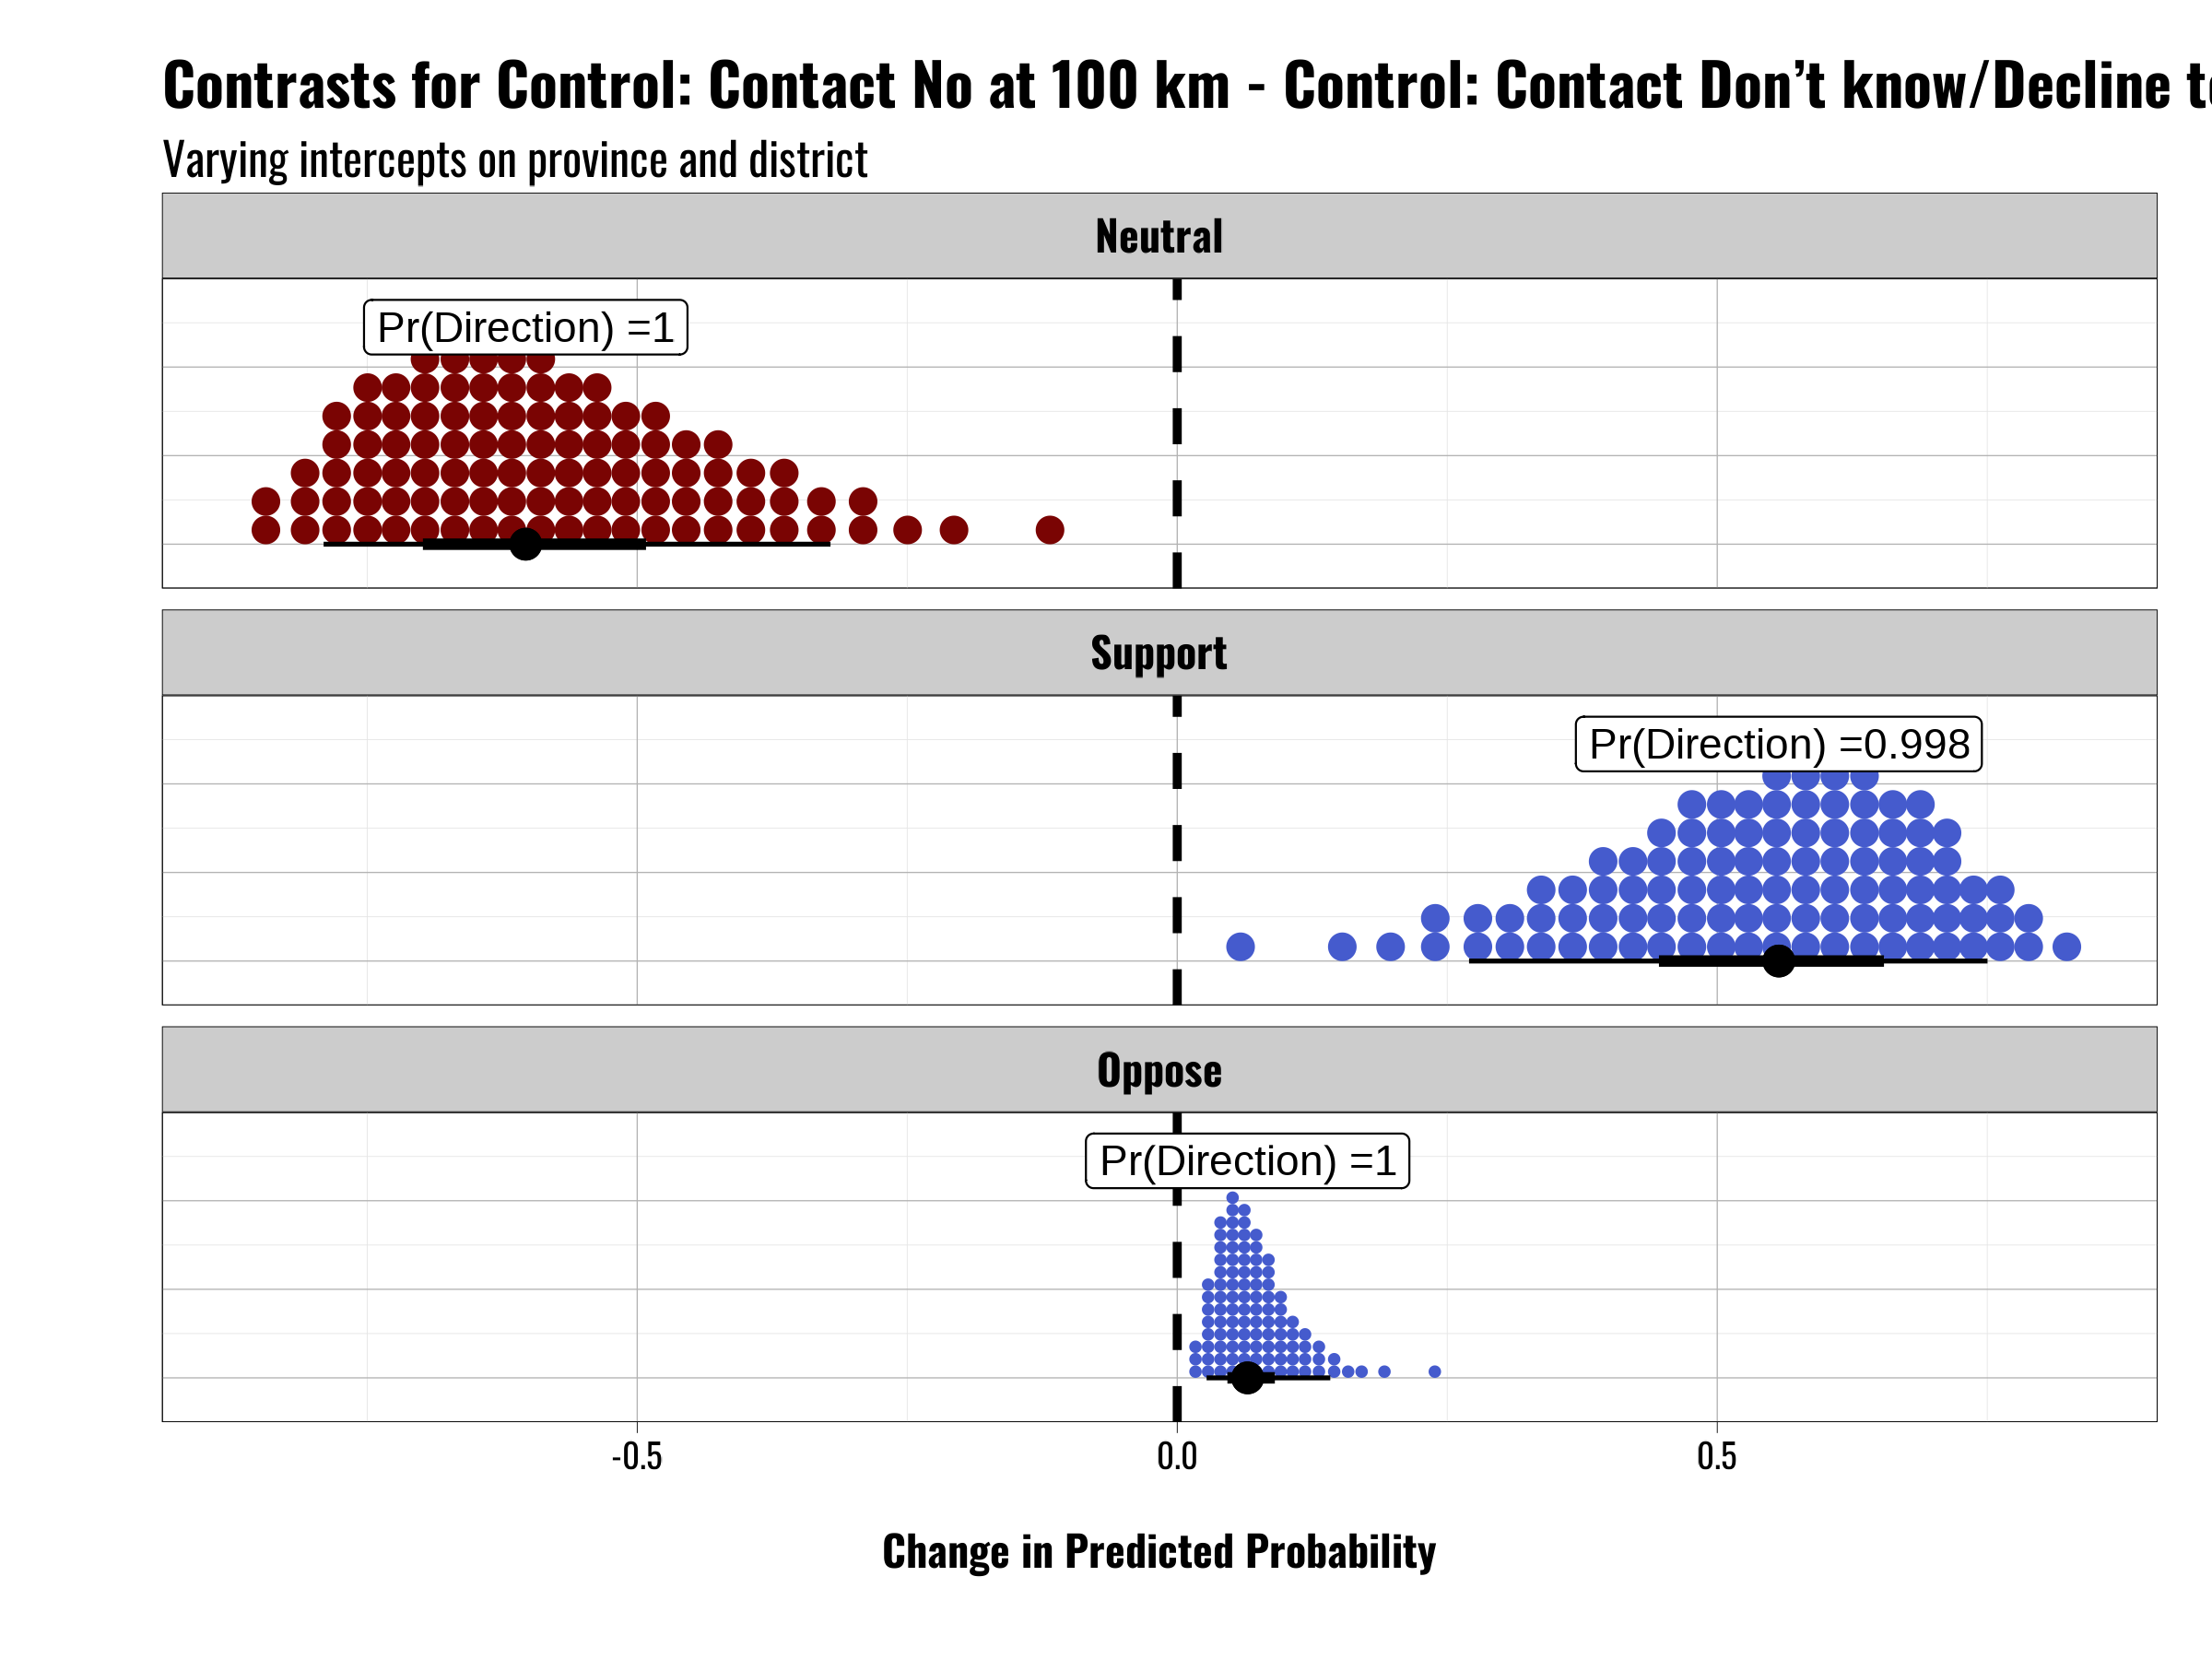 Contrasts for Control: Contact No at 100 km - Control: Contact Don’t know/Decline
Varying intercepts on province and district
Neutral
Pr(Direction) =1
Support
Pr(Direction) =0.998
Oppose
Pr(Direction) =1
-0.5 0.0 0.5
Change in Predicted Probability